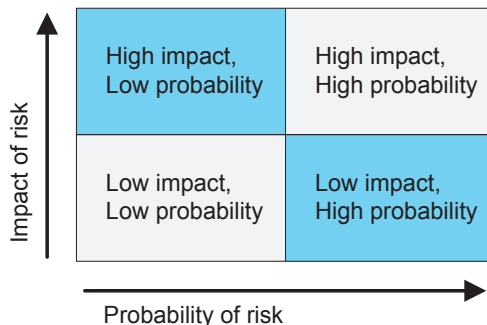 High impact,
Low probability
High impact,
High probability
Low impact,
Low probability
Low impact,
High probability
Impact of risk
Probability of risk